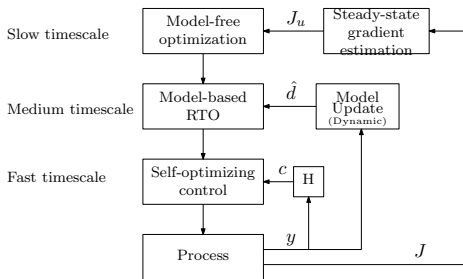 Slow timescale
Model-free
optimization
J_u
Steady-state
gradient
estimation
Medium timescale
Model-based
RTO
d̂
Model
Update
(Dynamic)
Fast timescale
Self-optimizing
control
c
H
Process
y
J